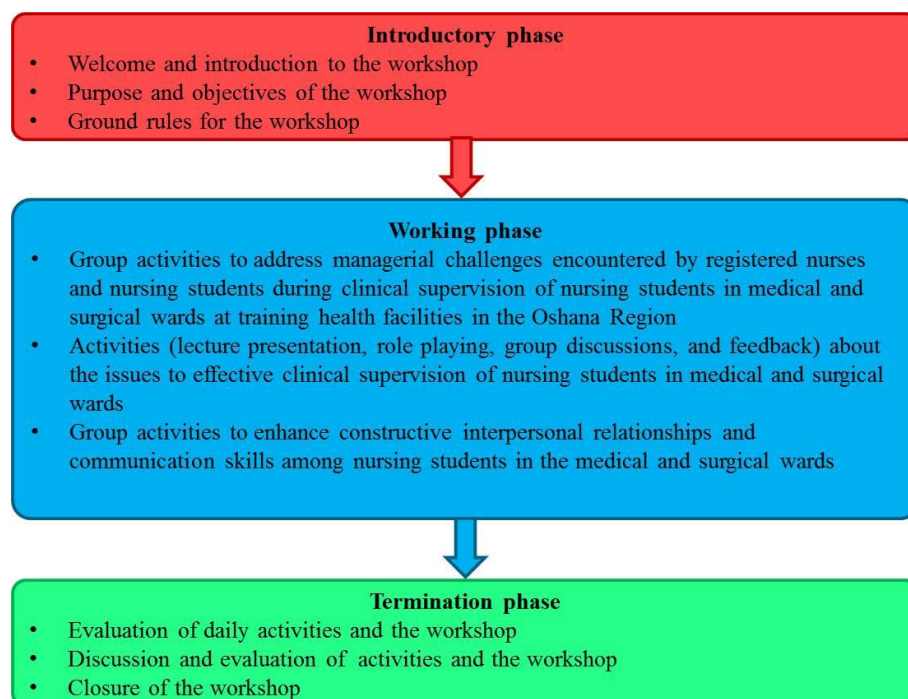 Introductory phase
• Welcome and introduction to the workshop
• Purpose and objectives of the workshop
• Ground rules for the workshop
Working phase
• Group activities to address managerial challenges encountered by registered nurses
and nursing students during clinical supervision of nursing students in medical and
surgical wards at training health facilities in the Oshana Region
• Activities (lecture presentation, role playing, group discussions, and feedback) about
the issues to effective clinical supervision of nursing students in medical and surgical
wards
• Group activities to enhance constructive interpersonal relationships and
communication skills among nursing students in the medical and surgical wards
Termination phase
• Evaluation of daily activities and the workshop
• Discussion and evaluation of activities and the workshop
• Closure of the workshop